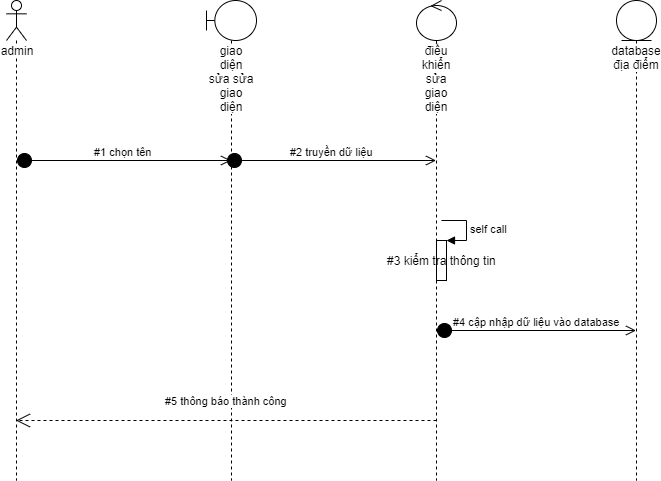 admin
giao
diện
sửa sửa
giao
diện
điều
khiển
sửa
giao
diện
database
địa điểm
#1 chọn tên
#2 truyền dữ liệu
self call
#3 kiểm tra thông tin
#4 cập nhập dữ liệu vào database
#5 thông báo thành công